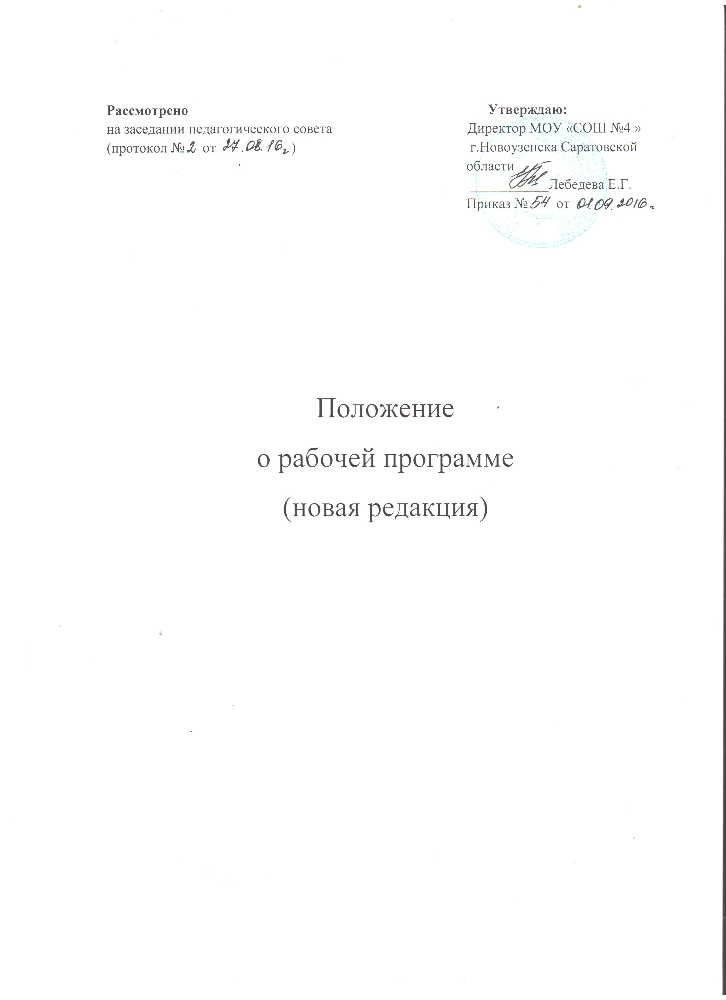 Рассмотрено
на заседании педагогического совета
(протокол №2 от 27.08.16г)
Утверждаю:
Директор МОУ «СОШ №4 »
г.Новоузенска Саратовской
области
Лебедева Е.Г.
Приказ №54 от 01.09.2016г
Положение
о рабочей программе
(новая редакция)